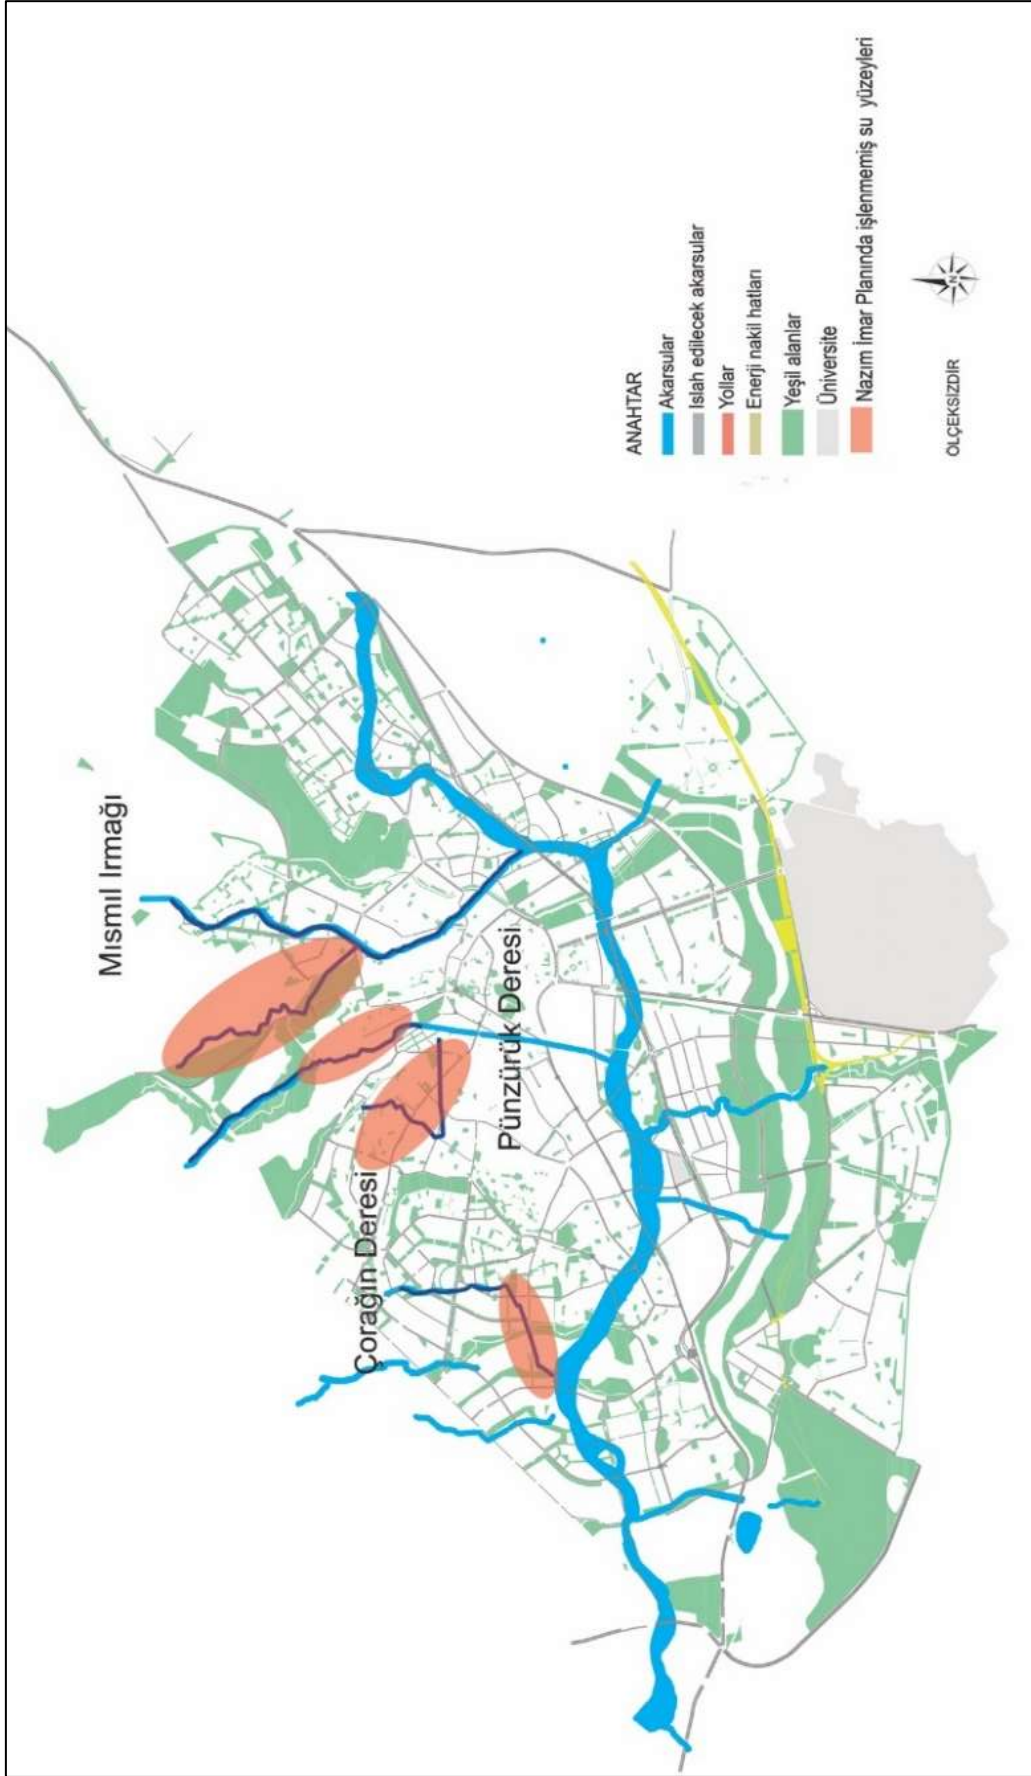 Mısmıl Irmağı
Pünzürük Deresi
Çorağın Deresi
ANAHTAR
Akarsular
Islah edilecek akarsular
Yollar
Enerji nakil hatları
Yeşil alanlar
Üniversite
Nazım İmar Planında işlenmemiş su yüzeyleri
ÖLÇEKSİZDİR
N